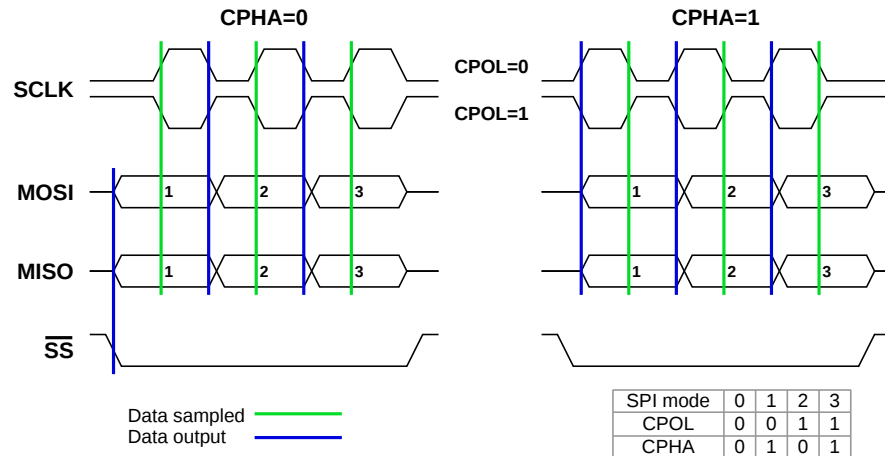 CPHA=0
CPHA=1
SCLK
CPOL=0
CPOL=1
MOSI
1 2 3
1 2 3
MISO
1 2 3
1 2 3
SS
Data sampled
Data output
SPI mode 0 1 2 3
CPOL 0 0 1 1
CPHA 0 1 0 1